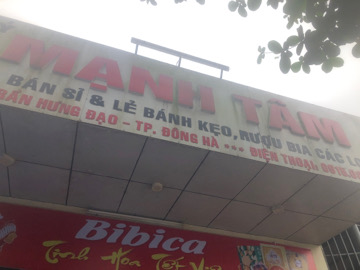 MẠNH TÂM
BÁN SỈ & LẺ BÁNH KẸO, RƯỢU BIA CÁC
TRẦN HƯNG ĐẠO - TP. ĐÔNG HÀ ... ĐIỆN THOẠI:
Bibica
Tinh Hoa Tết